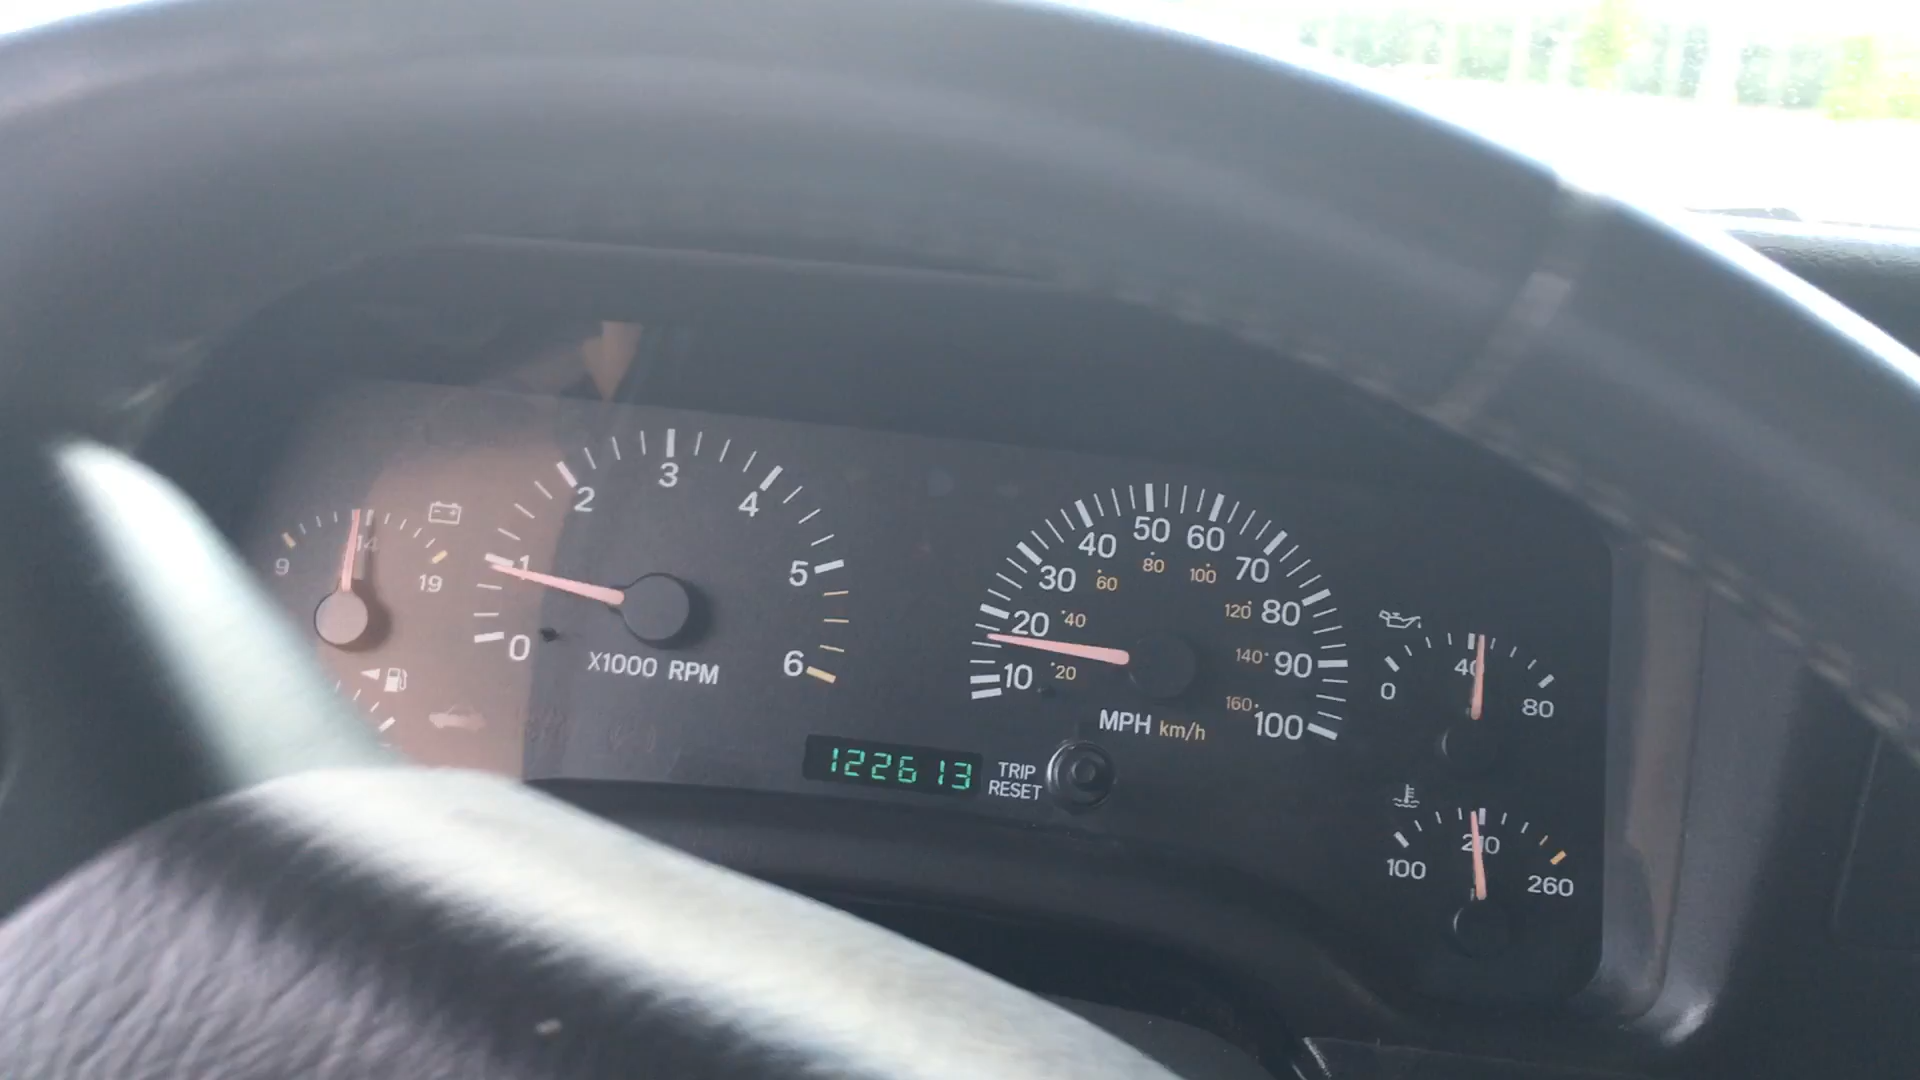 9 14 19
0 1 2 3 4 5 6
X1000 RPM
10 20 30 40 50 60 70 80 90 100
20 40 60 80 100 120 140 160
MPH km/h
122613
TRIP
RESET
0 40 80
100 210 260